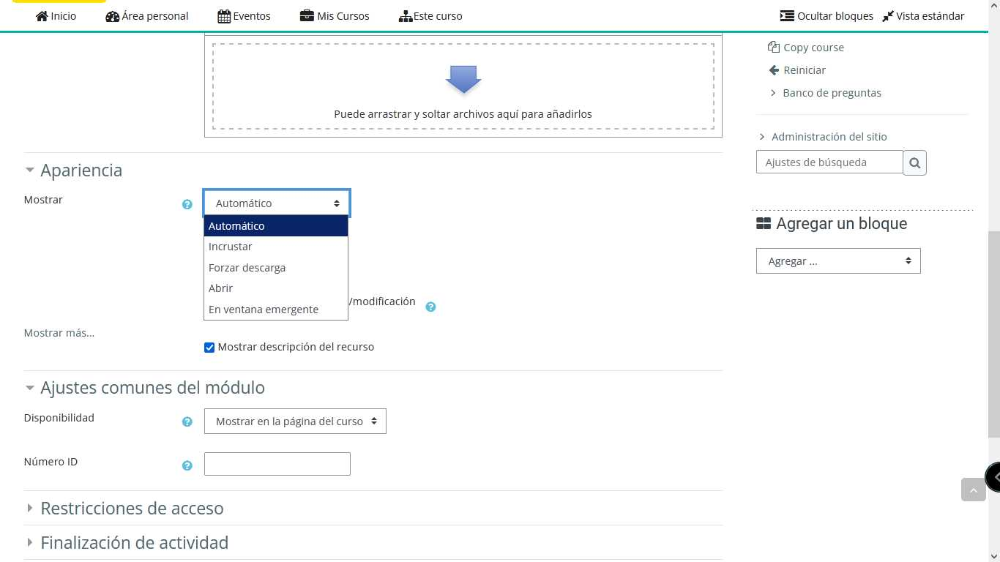 Inicio
Área personal
Eventos
Mis Cursos
Este curso
Ocultar bloques
Vista estándar
Puede arrastrar y soltar archivos aquí para añadirlos
Apariencia
Mostrar
Automático
Automático
Incrustar
Forzar descarga
Abrir
En ventana emergente
/modificación
Mostrar más...
Mostrar descripción del recurso
Ajustes comunes del módulo
Disponibilidad
Mostrar en la página del curso
Número ID
Restricciones de acceso
Finalización de actividad
Copy course
Reiniciar
Banco de preguntas
Administración del sitio
Ajustes de búsqueda
Agregar un bloque
Agregar ...